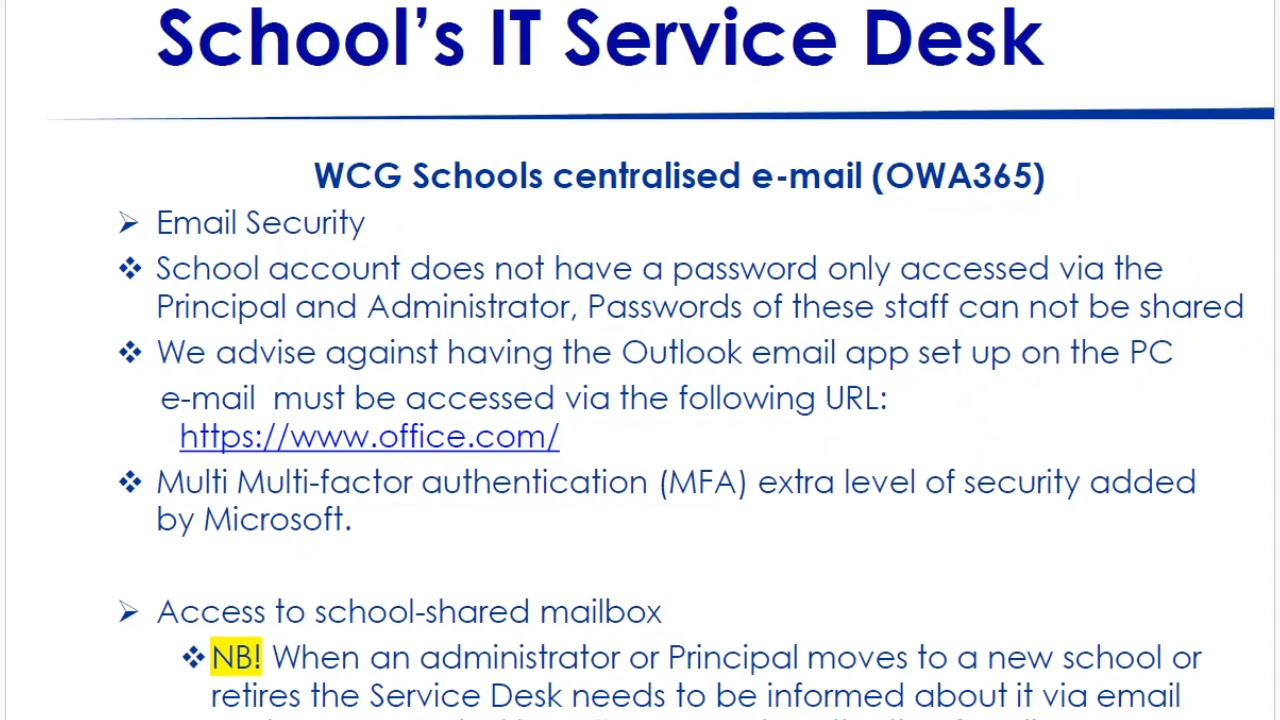 School's IT Service Desk
WCG Schools centralised e-mail (OWA365)
➢ Email Security
❖ School account does not have a password only accessed via the
Principal and Administrator, Passwords of these staff can not be shared
❖ We advise against having the Outlook email app set up on the PC
e-mail must be accessed via the following URL:
https://www.office.com/
❖ Multi Multi-factor authentication (MFA) extra level of security added
by Microsoft.
➢ Access to school-shared mailbox
❖ NB! When an administrator or Principal moves to a new school or
retires the Service Desk needs to be informed about it via email